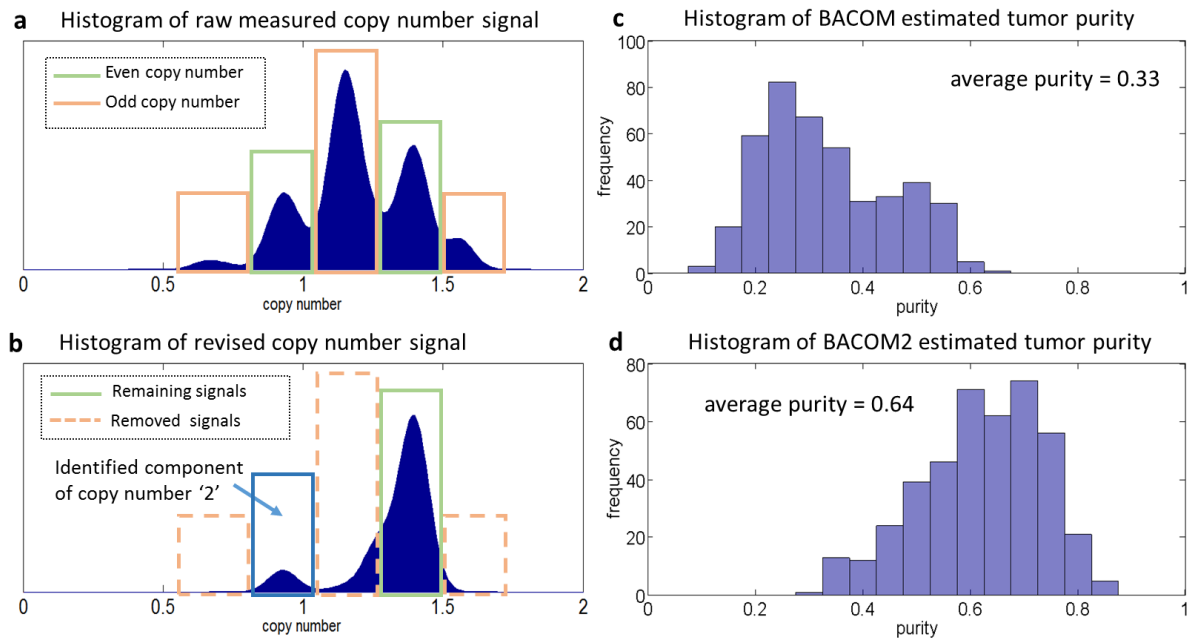 a Histogram of raw measured copy number signal
Even copy number
Odd copy number
0 0.5 1 1.5 2
copy number
b Histogram of revised copy number signal
Remaining signals
Removed signals
Identified component
of copy number ‘2’
0 0.5 1 1.5 2
copy number
c Histogram of BACOM estimated tumor purity
100
80
60
40
20
0
frequency
average purity = 0.33
0 0.2 0.4 0.6 0.8 1
purity
d Histogram of BACOM2 estimated tumor purity
80
60
40
20
0
frequency
average purity = 0.64
0 0.2 0.4 0.6 0.8 1
purity